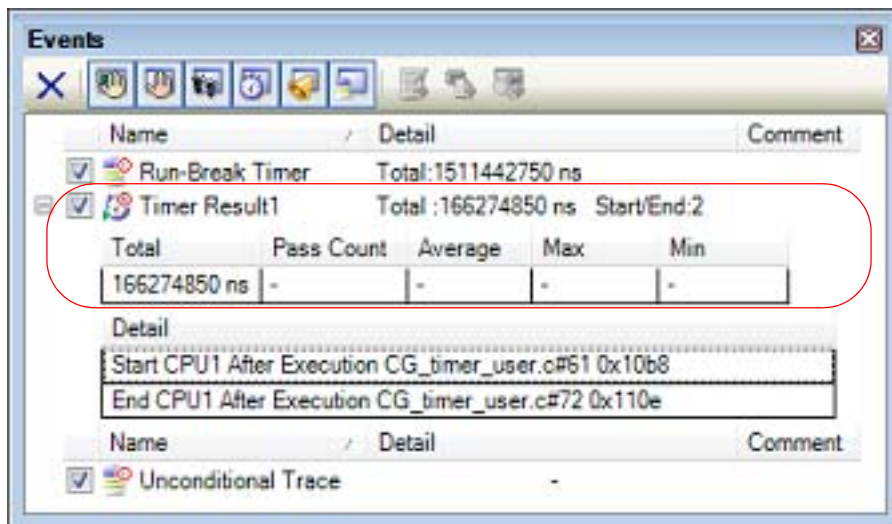 Events
Name Detail Comment
Run-Break Timer Total:1511442750 ns
Timer Result1 Total :166274850 ns Start/End:2
Total Pass Count Average Max Min
166274850 ns - - - -
Detail
Start CPU1 After Execution CG_timer_user.c#61 0x10b8
End CPU1 After Execution CG_timer_user.c#72 0x110e
Name Detail Comment
Unconditional Trace -